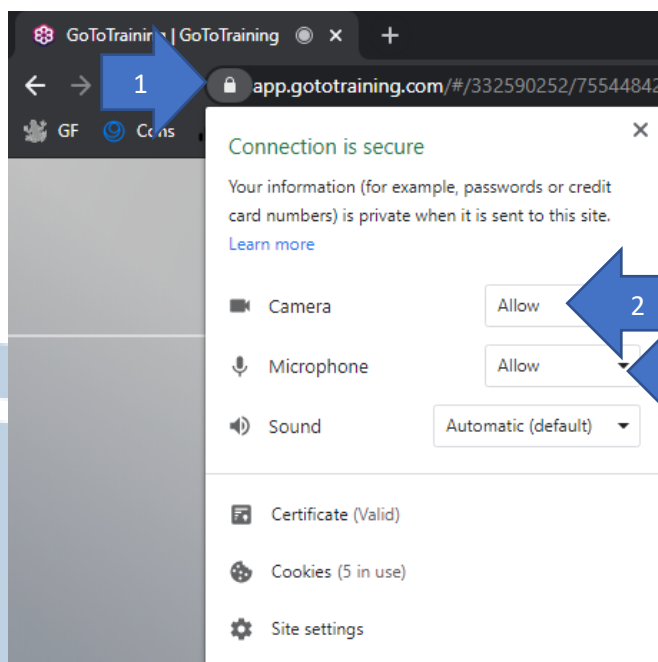 GoToTraining | GoToTraining
1
app.gototraining.com/#/332590252/75544842
GF Cons
Connection is secure
Your information (for example, passwords or credit
card numbers) is private when it is sent to this site.
Learn more
Camera Allow 2
Microphone Allow
Sound Automatic (default)
Certificate (Valid)
Cookies (5 in use)
Site settings